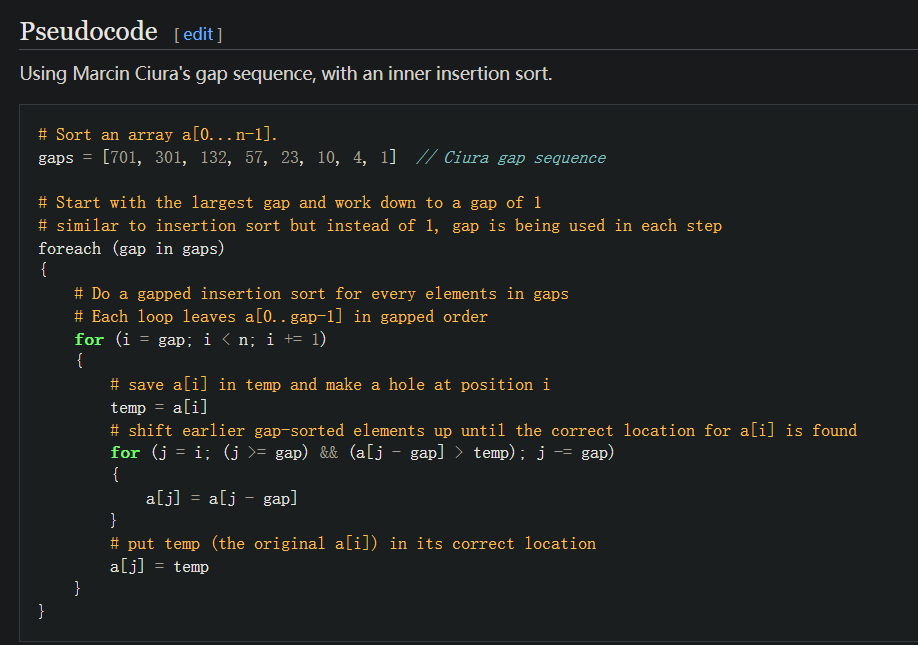 Pseudocode [ edit ]
Using Marcin Ciura's gap sequence, with an inner insertion sort.
# Sort an array a[0...n-1].
gaps = [701, 301, 132, 57, 23, 10, 4, 1]  // Ciura gap sequence
# Start with the largest gap and work down to a gap of 1
# similar to insertion sort but instead of 1, gap is being used in each step
foreach (gap in gaps)
{
    # Do a gapped insertion sort for every elements in gaps
    # Each loop leaves a[0..gap-1] in gapped order
    for (i = gap; i < n; i += 1)
    {
        # save a[i] in temp and make a hole at position i
        temp = a[i]
        # shift earlier gap-sorted elements up until the correct location for a[i] is found
        for (j = i; (j >= gap) && (a[j - gap] > temp); j -= gap)
        {
            a[j] = a[j - gap]
        }
        # put temp (the original a[i]) in its correct location
        a[j] = temp
    }
}